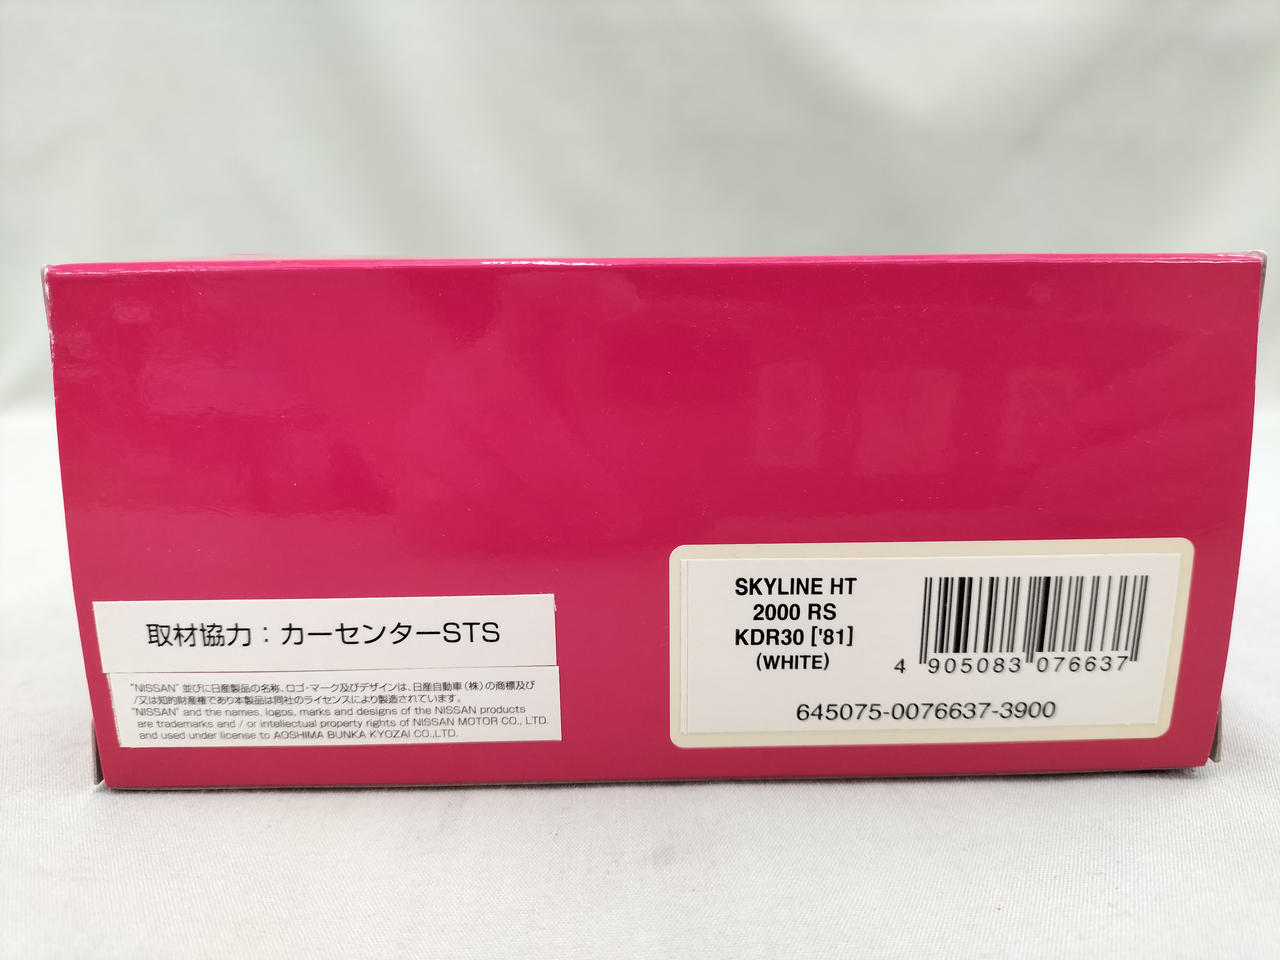 取材協力：カーセンターSTS
"NISSAN" 並びに日産製品の名称、ロゴ・マーク及びデザインは、日産自動車（株）の商標及び
/又は知的財産権であり本製品は同社のライセンスにより製造されています。
"NISSAN" and the names, logos, marks and designs of the NISSAN products
are trademarks and / or intellectual property rights of NISSAN MOTOR CO., LTD.
and used under license to AOSHIMA BUNKA KYOZAI CO.,LTD.
SKYLINE HT
2000 RS
KDR30 ['81]
(WHITE)
4 905083 076637
645075-0076637-3900